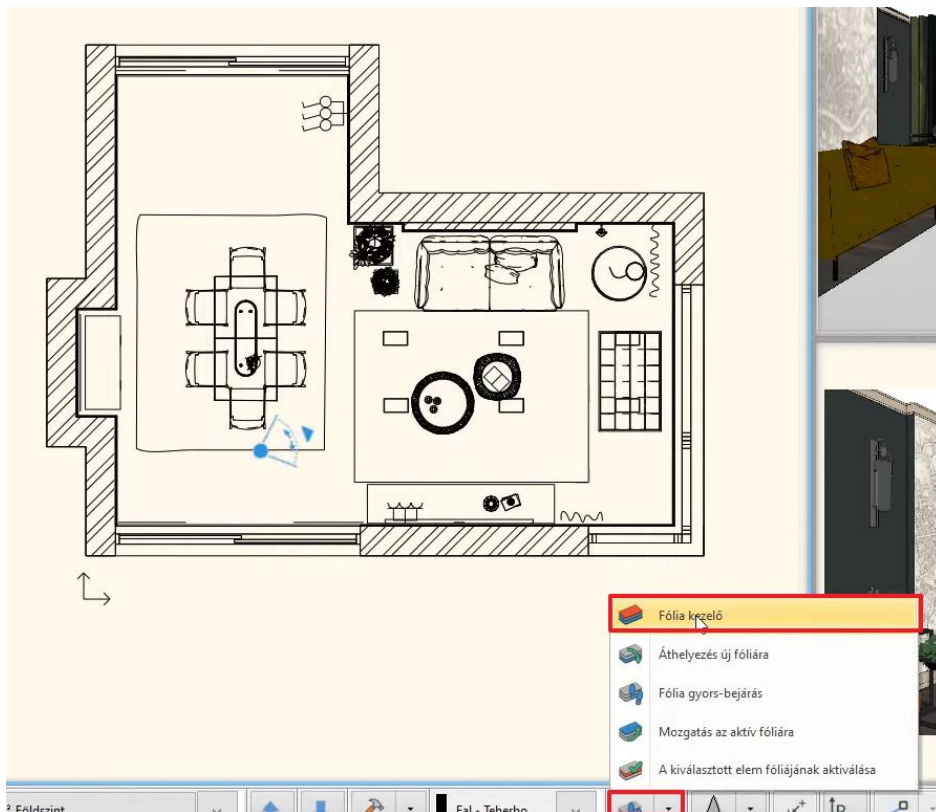 Fólia kezelő
Áthelyezés új fóliára
Fólia gyors-bejárás
Mozgatás az aktív fóliára
A kiválasztott elem fóliájának aktiválása
Földszint
Fal - Teherho